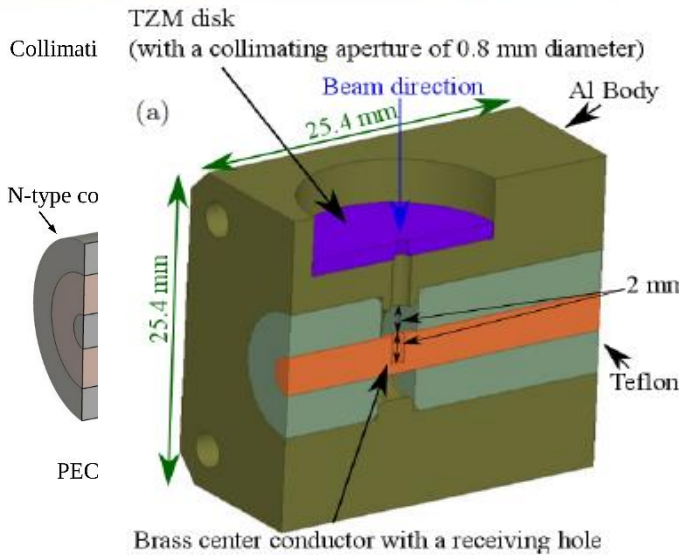 TZM disk
Collimati
(with a collimating aperture of 0.8 mm diameter)
Beam direction
Al Body
(a)
25.4 mm
N-type co
25.4 mm
2 mm
Teflon
PEC
Brass center conductor with a receiving hole